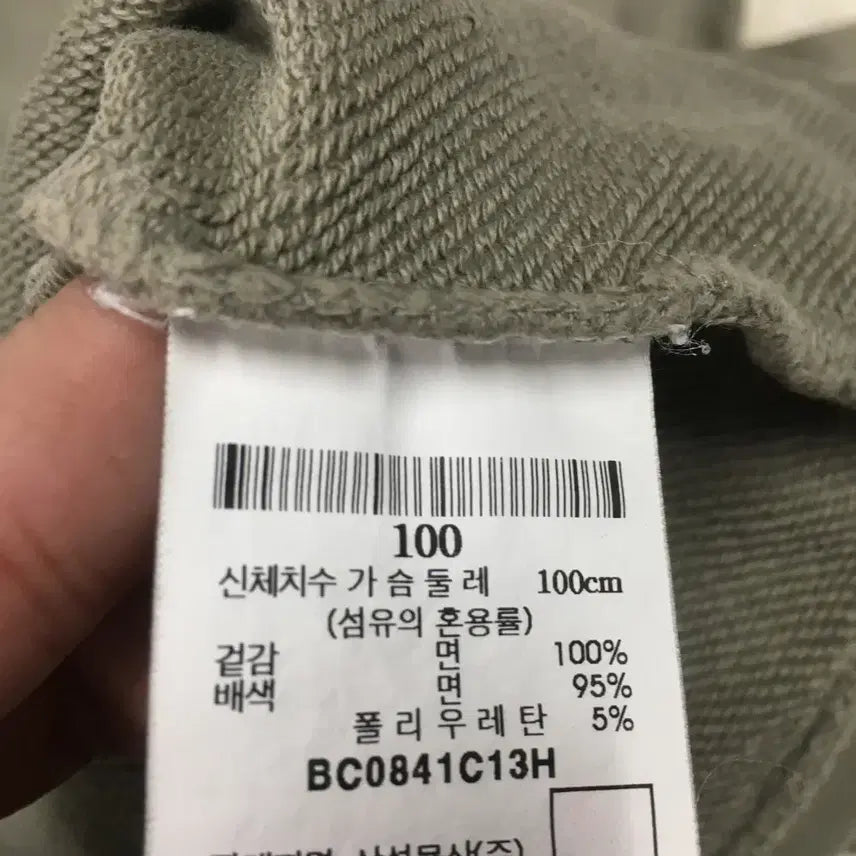 100
신체치수 가 슴 둘 레 100cm
(섬유의 혼용률)
겉감 면 100%
배색 면 95%
폴 리 우 레 탄 5%
BC0841C13H